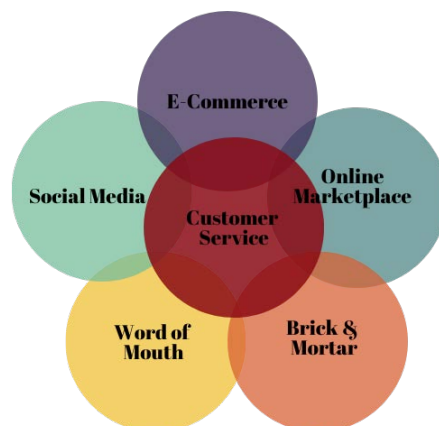 E-Commerce
Social Media
Online
Marketplace
Customer
Service
Word of
Mouth
Brick &
Mortar